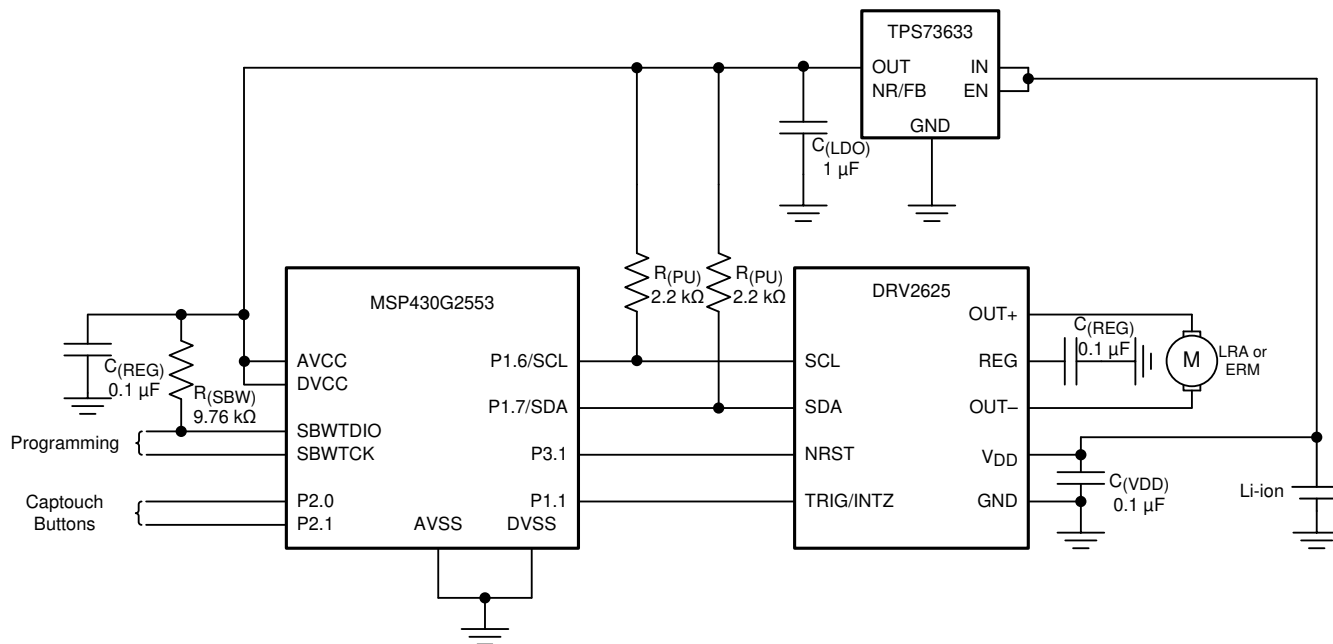 TPS73633
OUT
IN
NR/FB
EN
GND
C(LDO)
1 µF
R(PU)
2.2 kΩ
R(PU)
2.2 kΩ
MSP430G2553
DRV2625
C(REG)
0.1 µF
R(SBW)
9.76 kΩ
AVCC
DVCC
SBWTDIO
SBWTCK
P2.0
P2.1
AVSS
DVSS
P1.6/SCL
P1.7/SDA
P3.1
P1.1
Programming
Captouch
Buttons
SCL
SDA
NRST
TRIG/INTZ
OUT+
REG
OUT–
VDD
GND
C(REG)
0.1 µF
M
LRA or
ERM
C(VDD)
0.1 µF
Li-ion